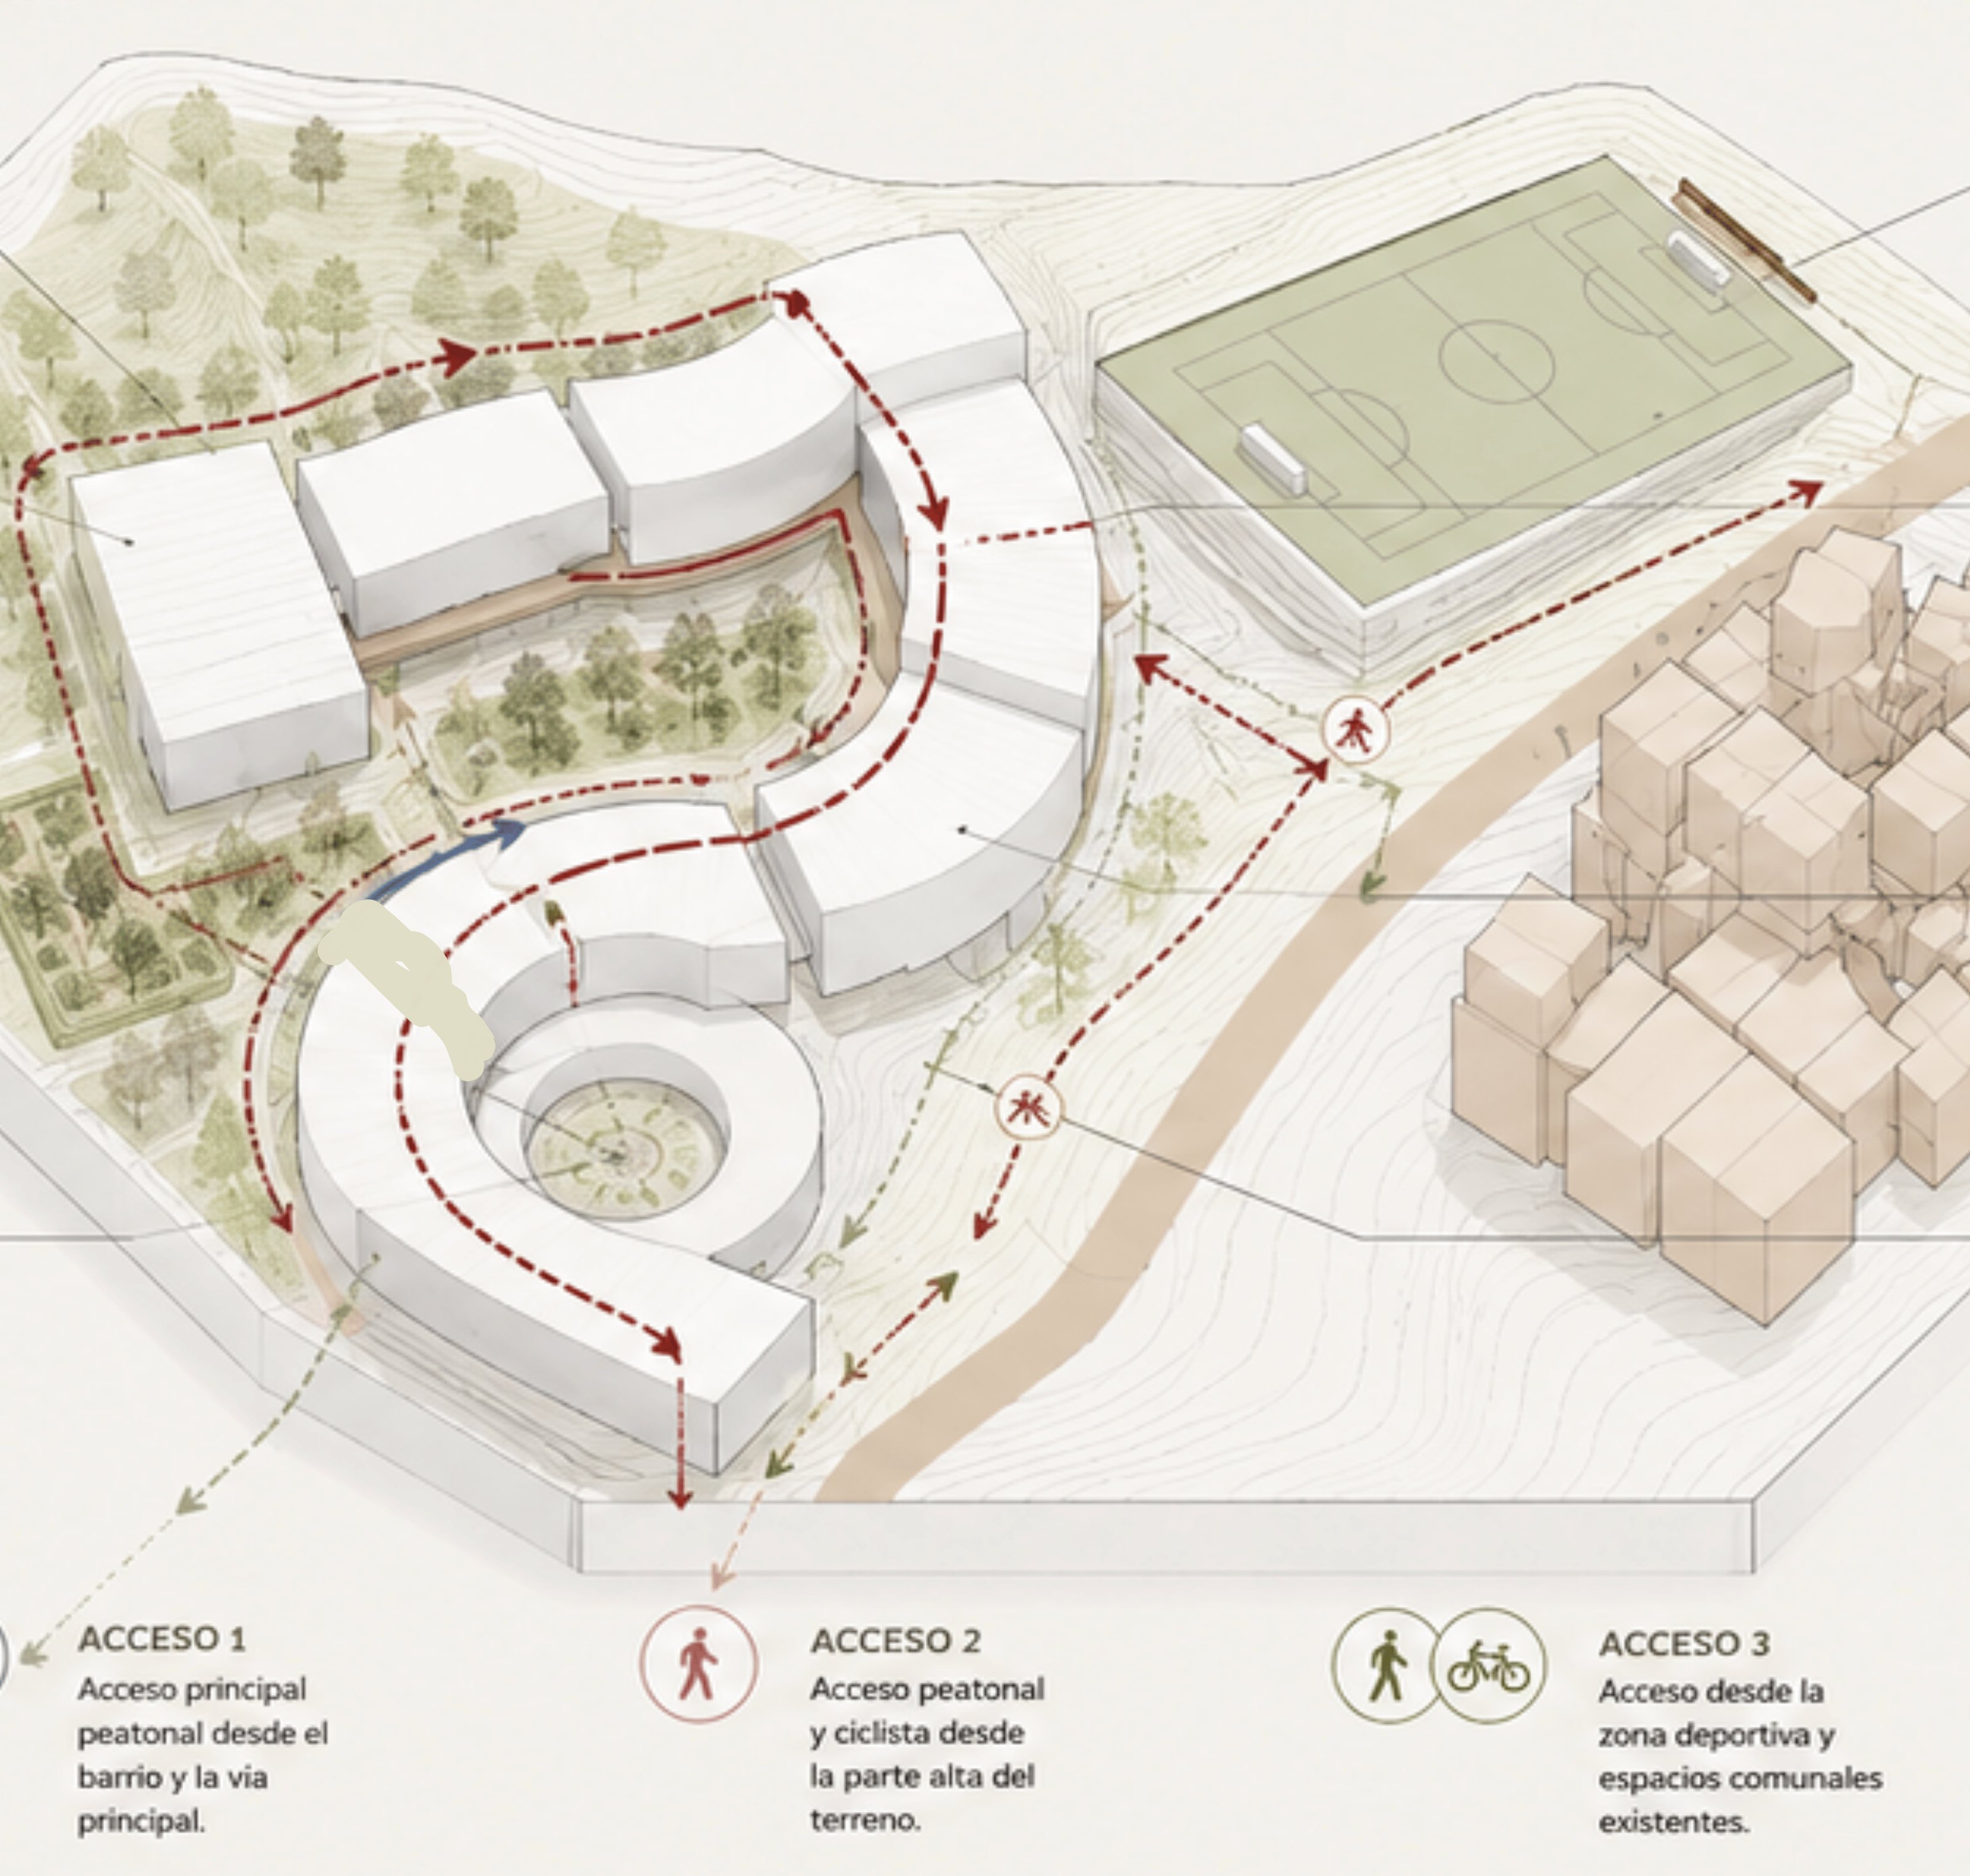 ACCESO 1
Acceso principal
peatonal desde el
barrio y la via
principal.
ACCESO 2
Acceso peatonal
y ciclista desde
la parte alta del
terreno.
ACCESO 3
Acceso desde la
zona deportiva y
espacios comunales
existentes.